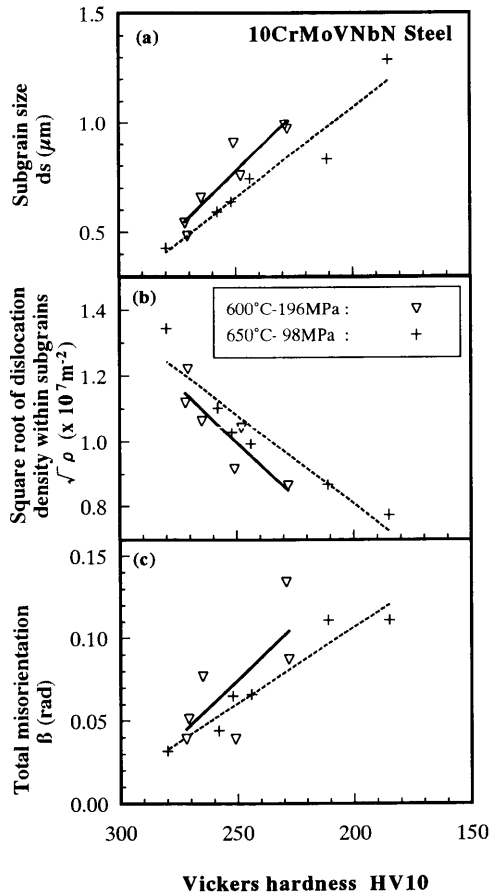 (a)
10CrMoVNbN Steel
Subgrain size
ds (μm)
1.5
1.0
0.5
(b)
600°C-196MPa : ▽
650°C- 98MPa : +
Square root of dislocation
density within subgrains
√ρ (x 10⁷m⁻²)
1.4
1.2
1.0
0.8
(c)
Total misorientation
ß (rad)
0.15
0.10
0.05
0.00
300 250 200 150
Vickers hardness HV10